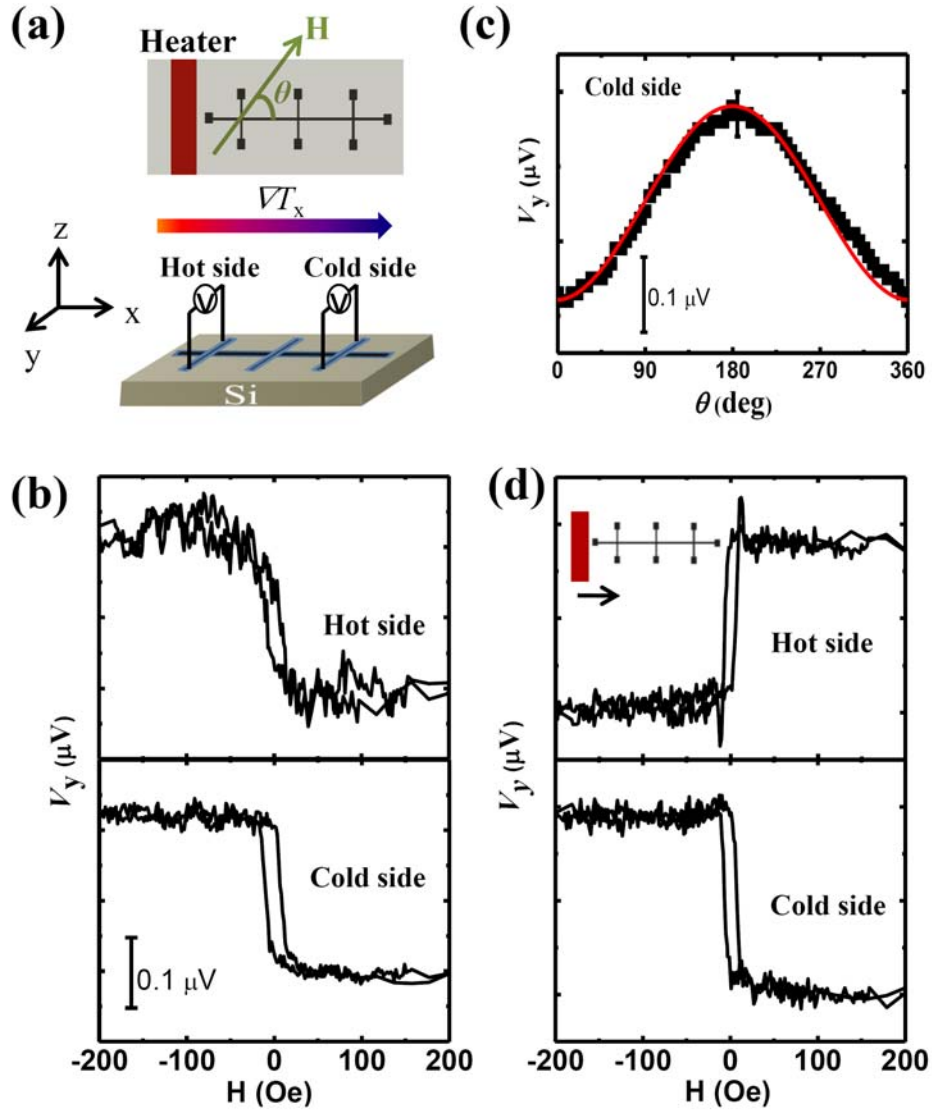 (a)
Heater
H
θ
∇Tx
Hot side
Cold side
V
V
z
x
y
Si
(c)
Cold side
Vy (μV)
0.1 μV
0
90
180
270
360
θ (deg)
(b)
Hot side
Vy (μV)
Cold side
0.1 μV
-200
-100
0
100
200
H (Oe)
(d)
Hot side
Cold side
-200
-100
0
100
200
H (Oe)